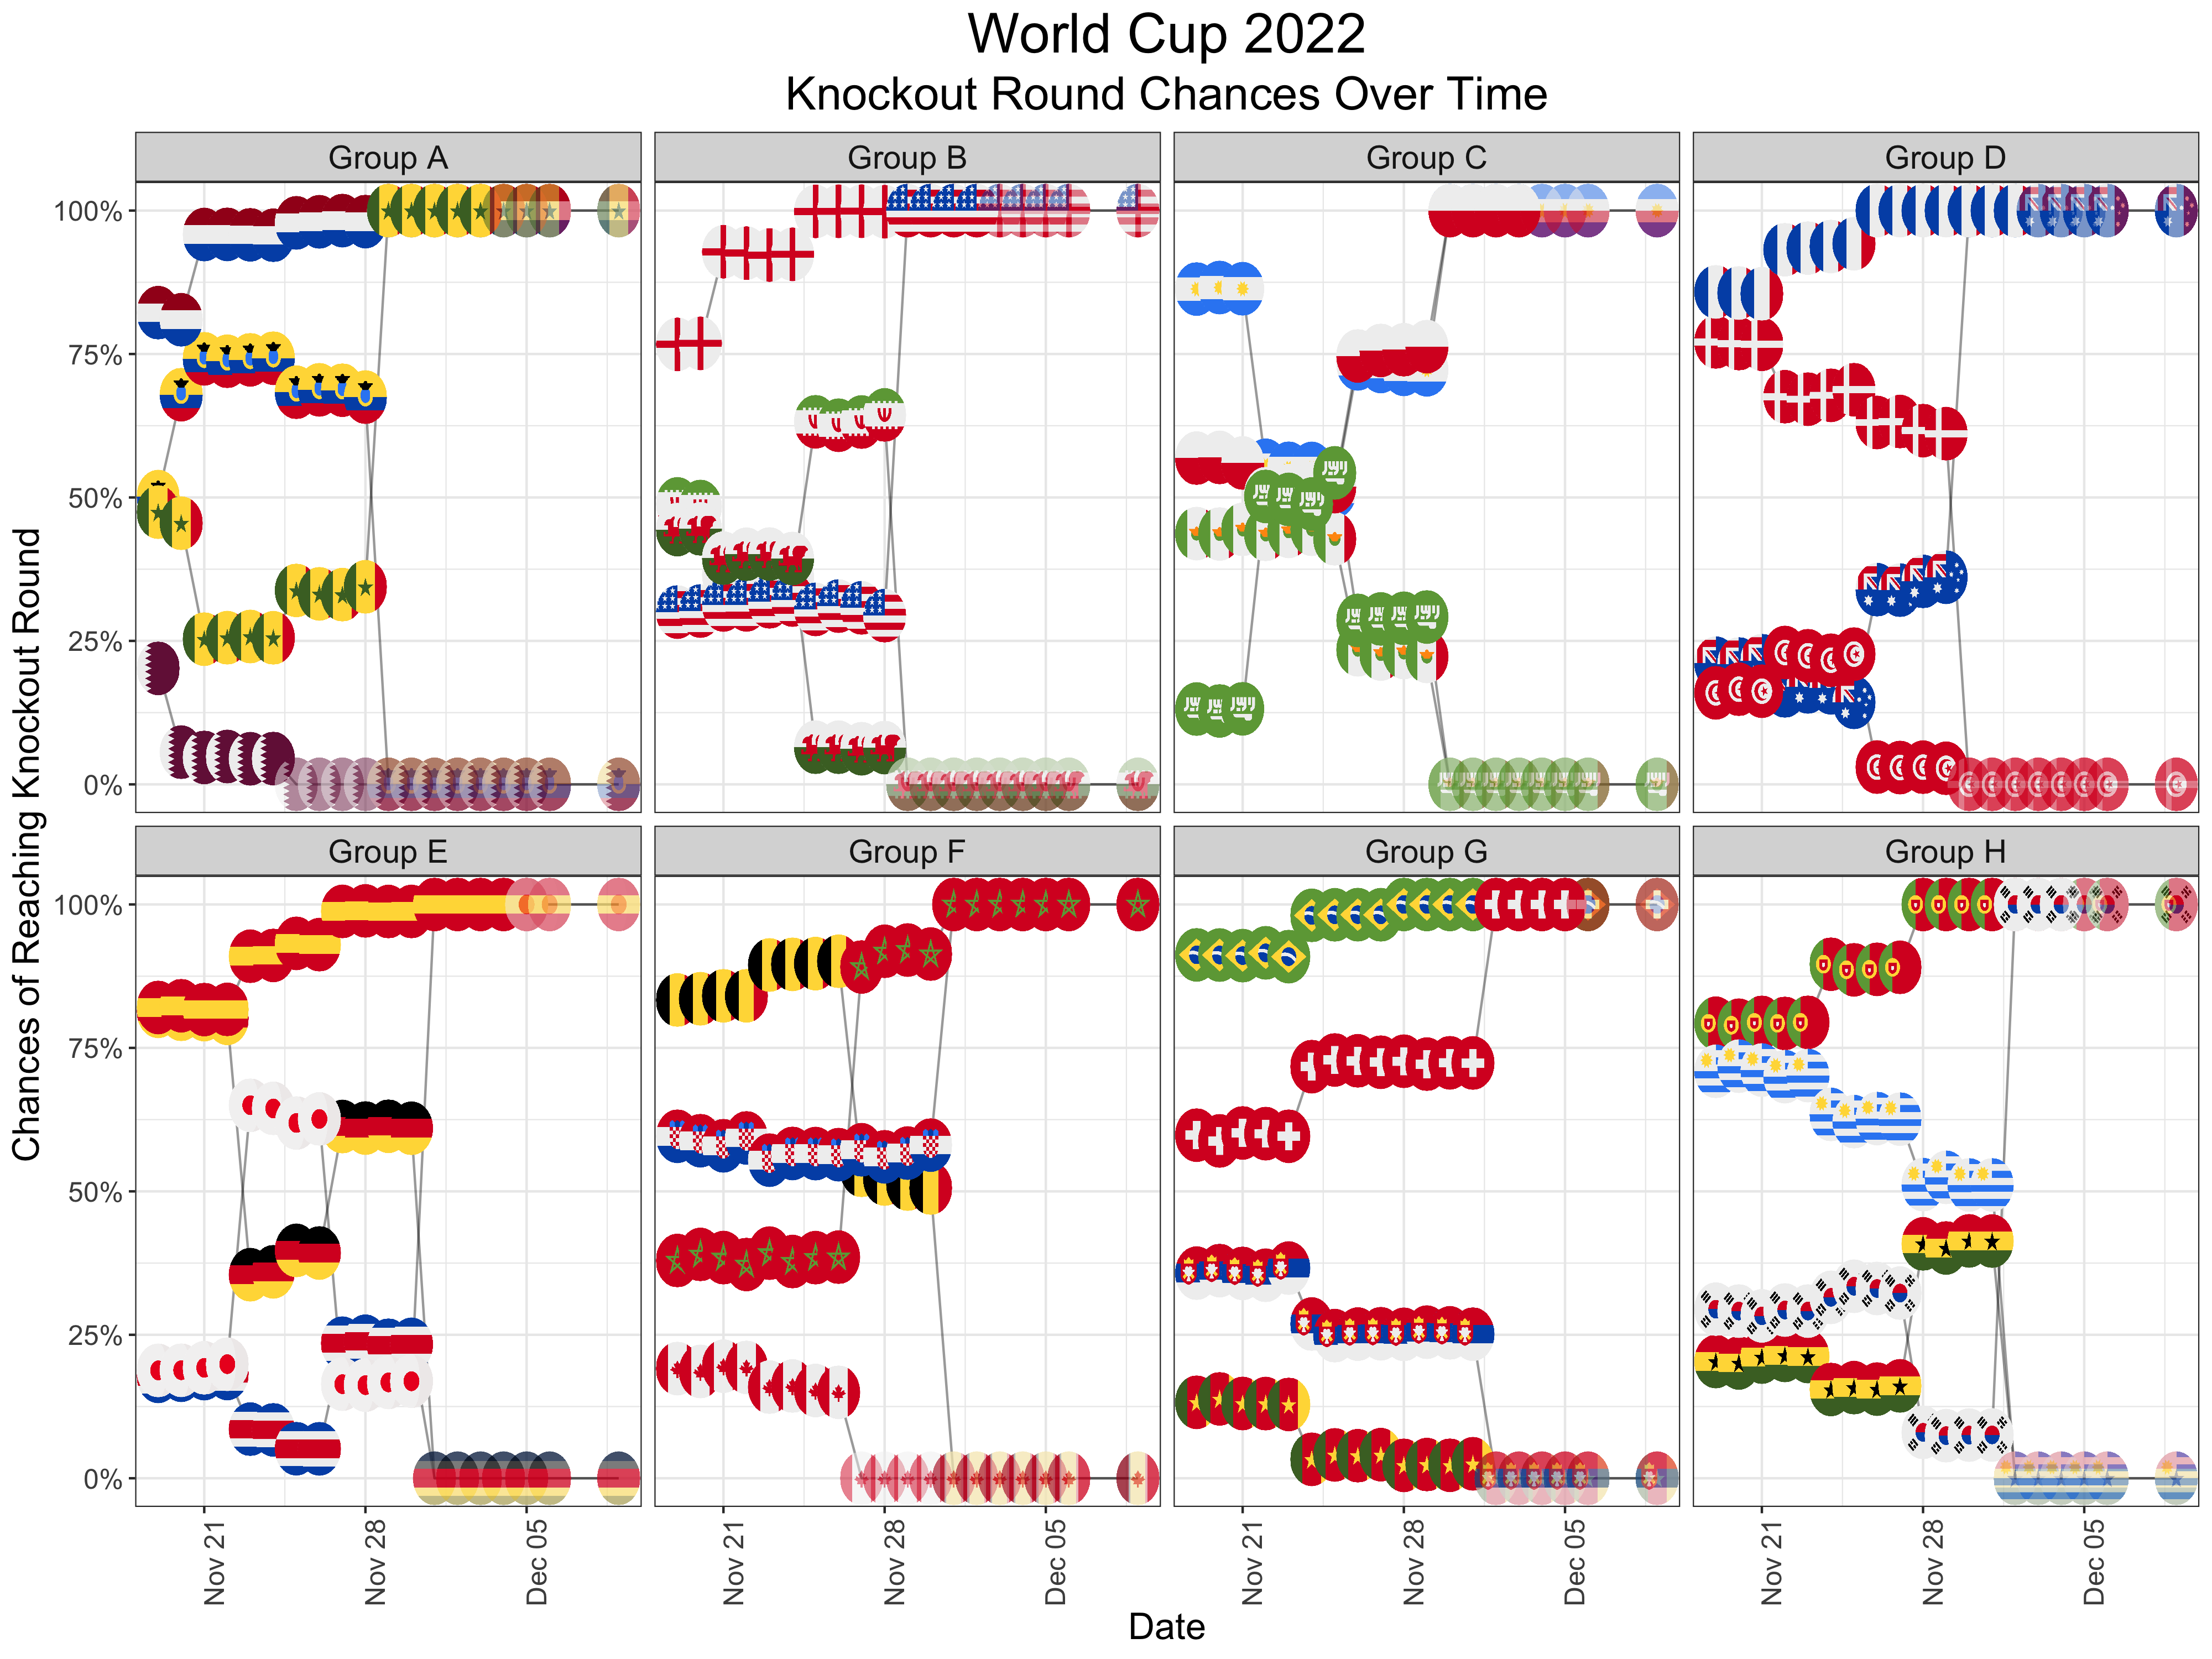 World Cup 2022
Knockout Round Chances Over Time
Group A
Group B
Group C
Group D
100%
75%
50%
25%
0%
Chances of Reaching Knockout Round
Group E
Group F
Group G
Group H
100%
75%
50%
25%
0%
Nov 21
Nov 28
Dec 05
Nov 21
Nov 28
Dec 05
Nov 21
Nov 28
Dec 05
Nov 21
Nov 28
Dec 05
Date